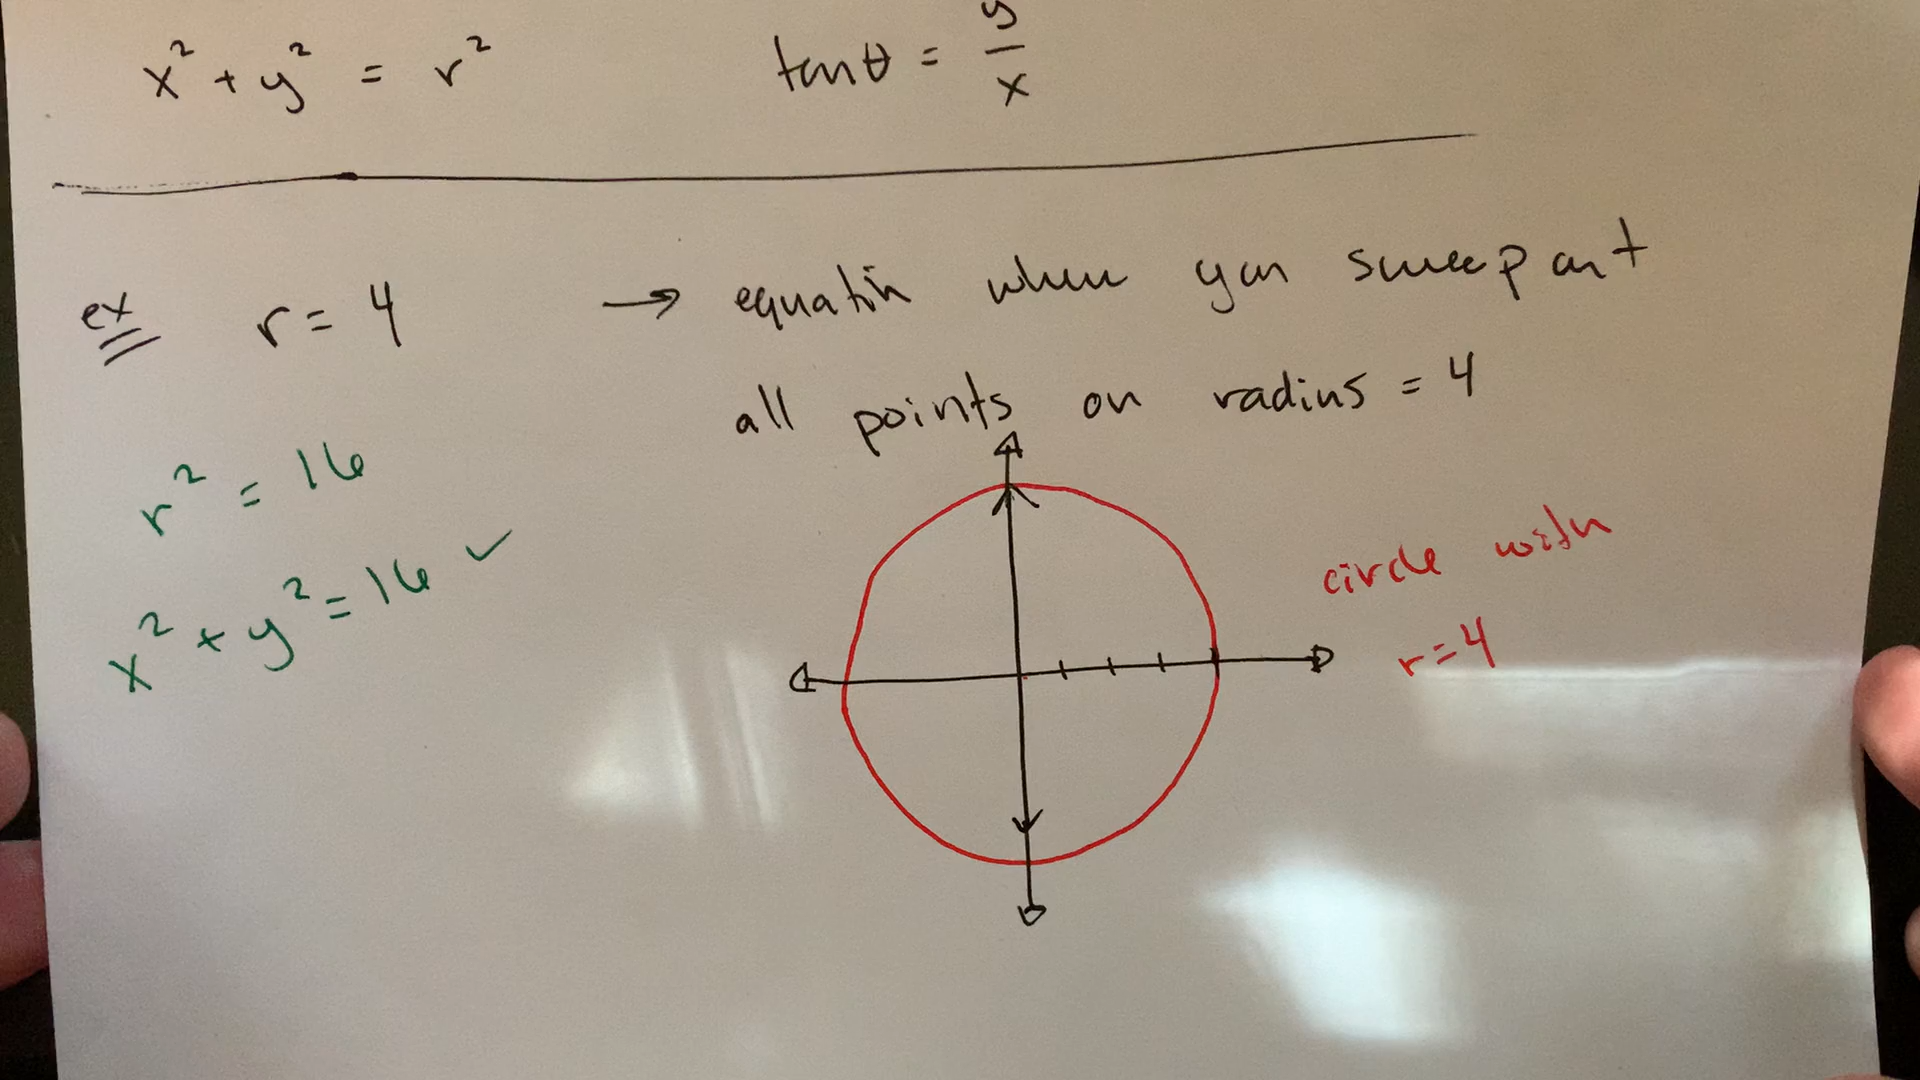 x² + y² = r²
tanθ = y/x
ex r = 4 → equation when you sweep out
all points on radius = 4
r² = 16
x² + y² = 16 ✓
circle with
r = 4